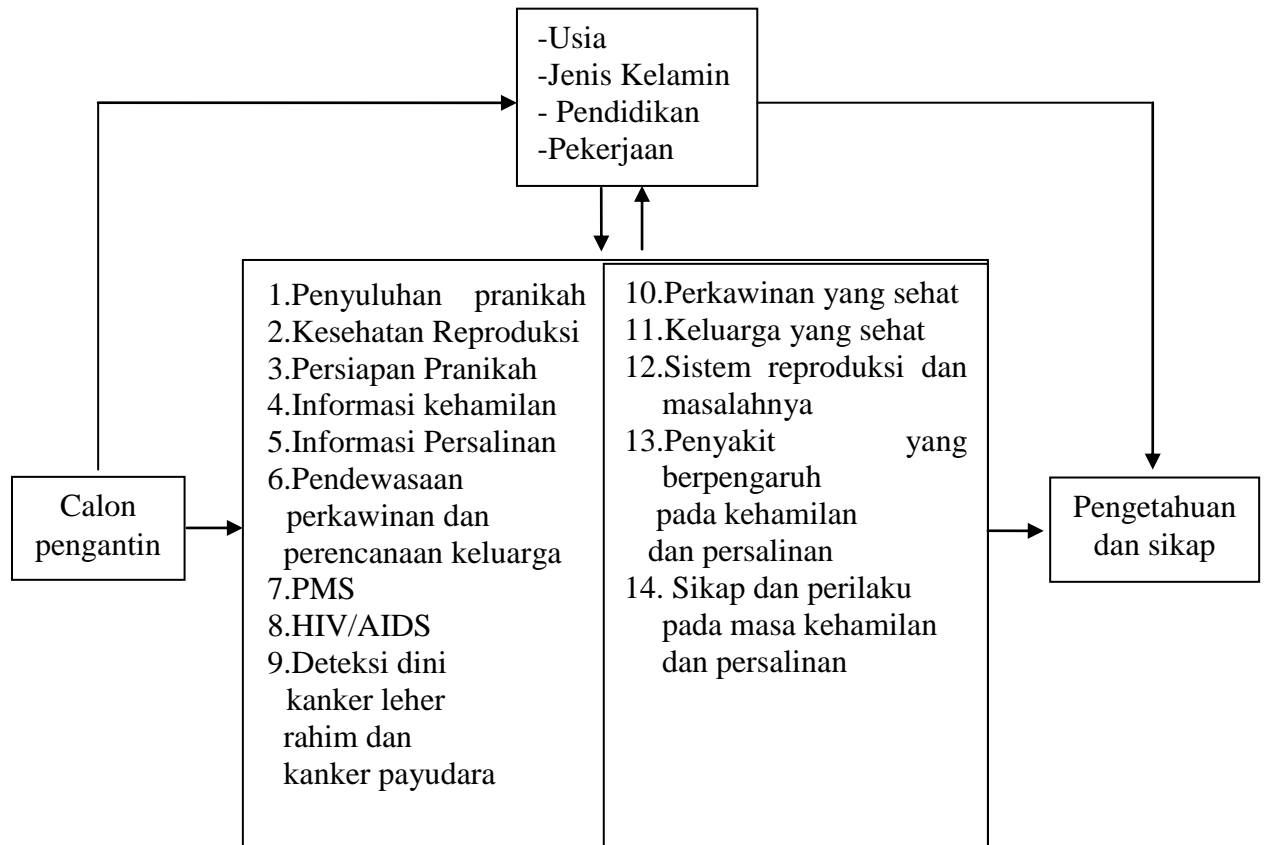 -Usia
-Jenis Kelamin
- Pendidikan
-Pekerjaan
Calon
pengantin
1.Penyuluhan pranikah
2.Kesehatan Reproduksi
3.Persiapan Pranikah
4.Informasi kehamilan
5.Informasi Persalinan
6.Pendewasaan
perkawinan dan
perencanaan keluarga
7.PMS
8.HIV/AIDS
9.Deteksi dini
kanker leher
rahim dan
kanker payudara
10.Perkawinan yang sehat
11.Keluarga yang sehat
12.Sistem reproduksi dan
masalahnya
13.Penyakit yang
berpengaruh
pada kehamilan
dan persalinan
14. Sikap dan perilaku
pada masa kehamilan
dan persalinan
Pengetahuan
dan sikap